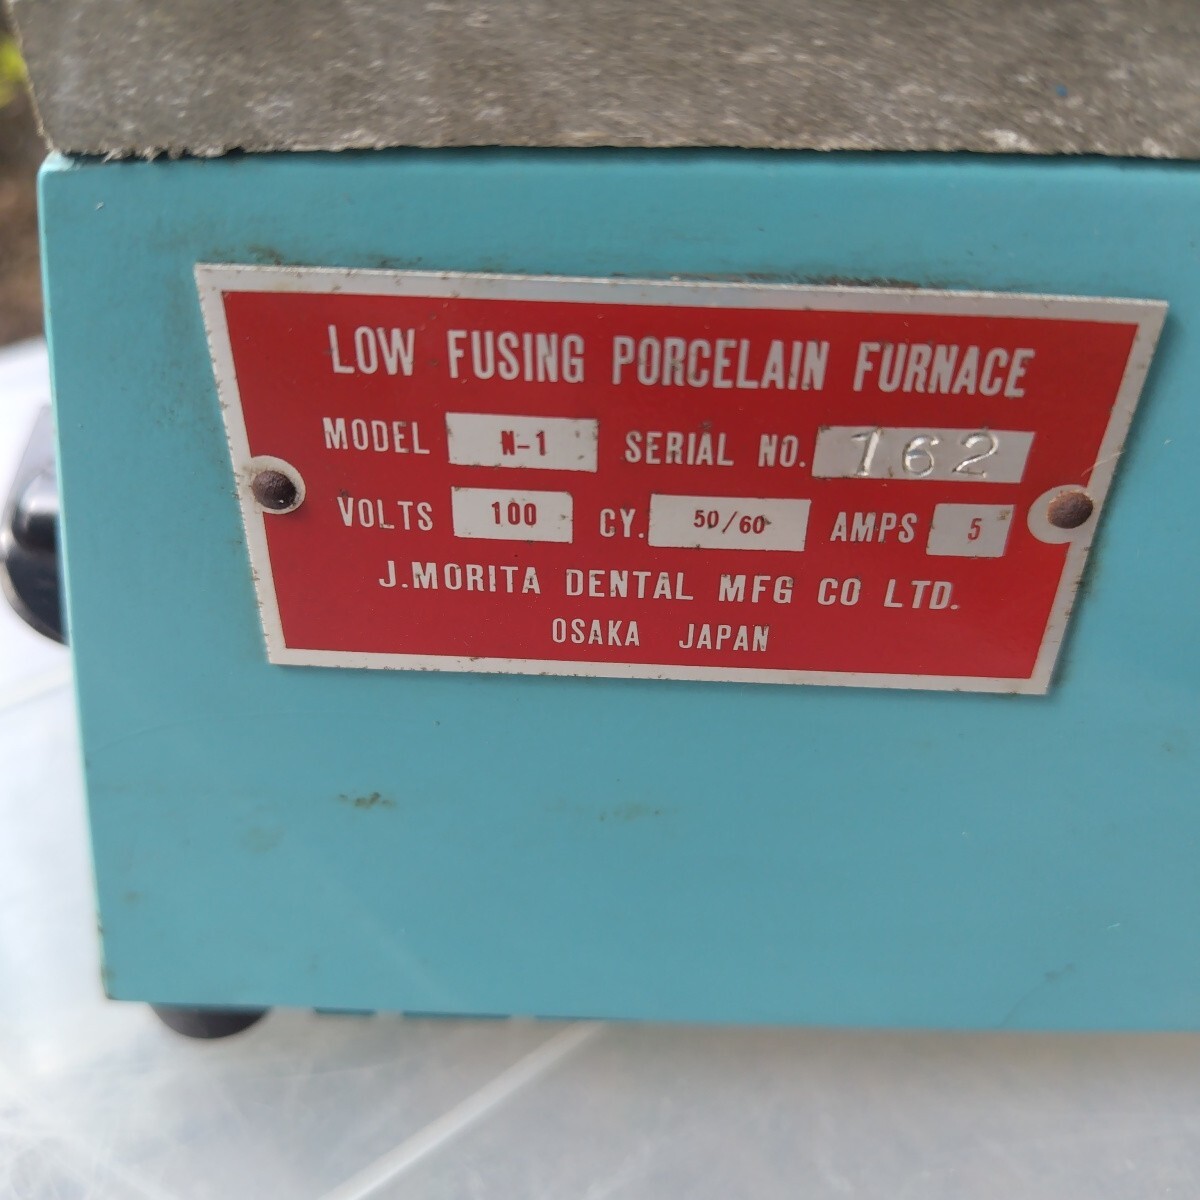 LOW FUSING PORCELAIN FURNACE
MODEL N-1 SERIAL NO. 162
VOLTS 100 CY. 50/60 AMPS 5
J.MORITA DENTAL MFG CO LTD.
OSAKA JAPAN